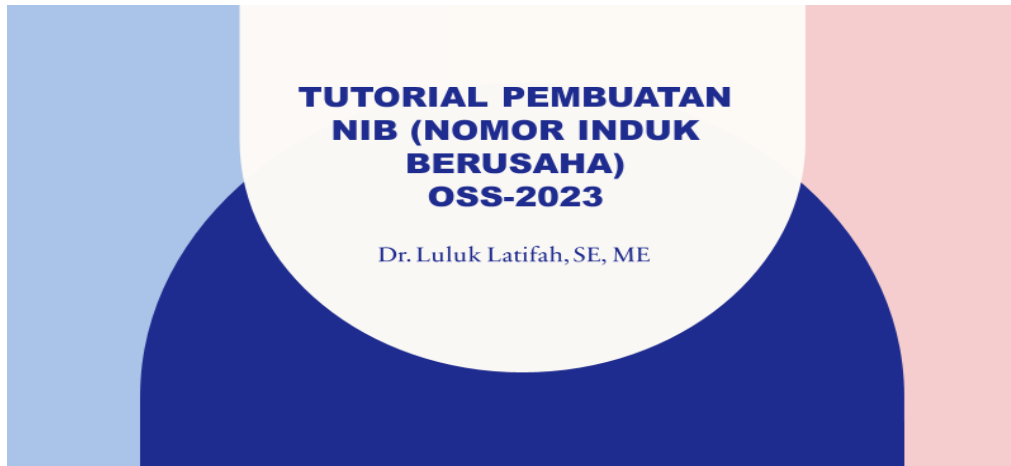 TUTORIAL PEMBUATAN
NIB (NOMOR INDUK
BERUSAHA)
OSS-2023
Dr. Luluk Latifah, SE, ME